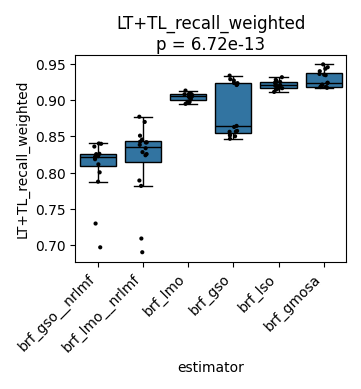 LT+TL_recall_weighted
p = 6.72e-13
LT+TL_recall_weighted
0.95
0.90
0.85
0.80
0.75
0.70
brf_gso__nrlmf
brf_lmo__nrlmf
brf_lmo
brf_gso
brf_lso
brf_gmosa
estimator